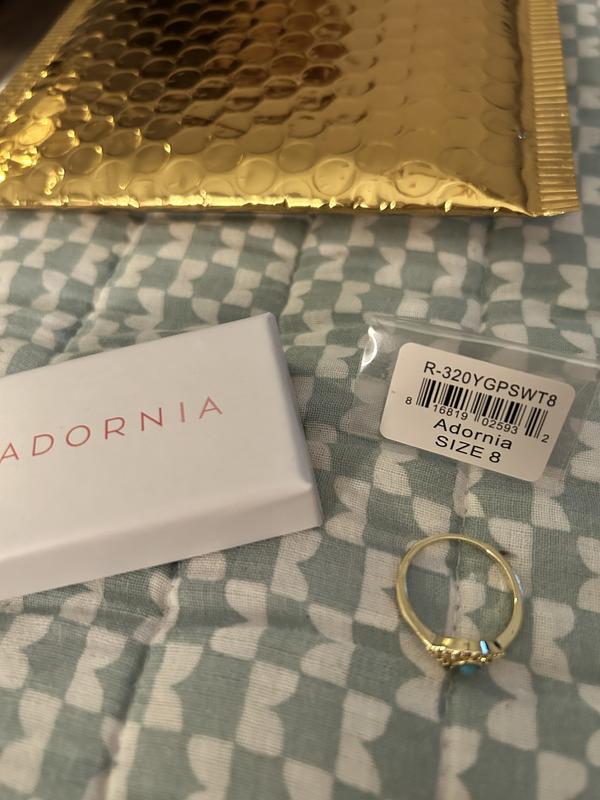 ADORNIA
R-320YGPSWT8
8 16819 02593 2
Adornia
SIZE 8